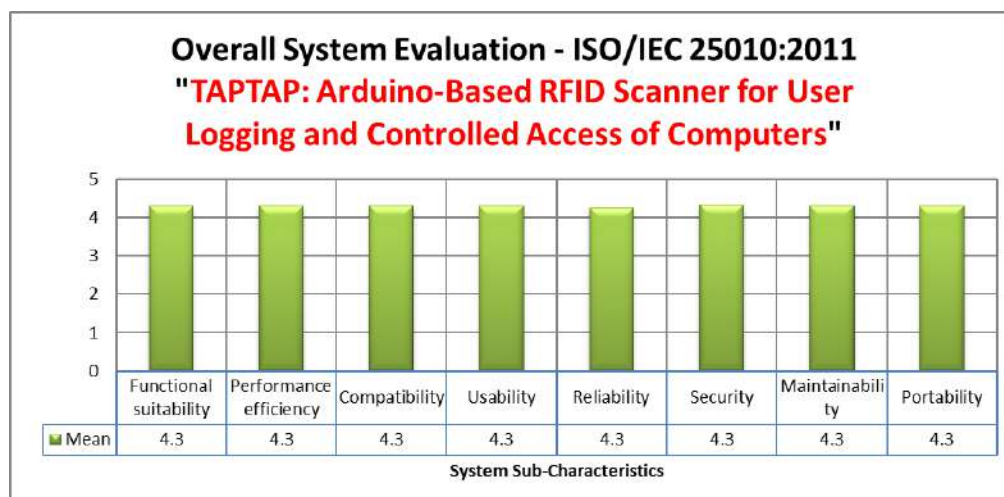 Overall System Evaluation - ISO/IEC 25010:2011
"TAPTAP: Arduino-Based RFID Scanner for User
Logging and Controlled Access of Computers"
5
4
3
2
1
0
Functional suitability Performance efficiency Compatibility Usability Reliability Security Maintainability Portability
Mean 4.3 4.3 4.3 4.3 4.3 4.3 4.3 4.3
System Sub-Characteristics